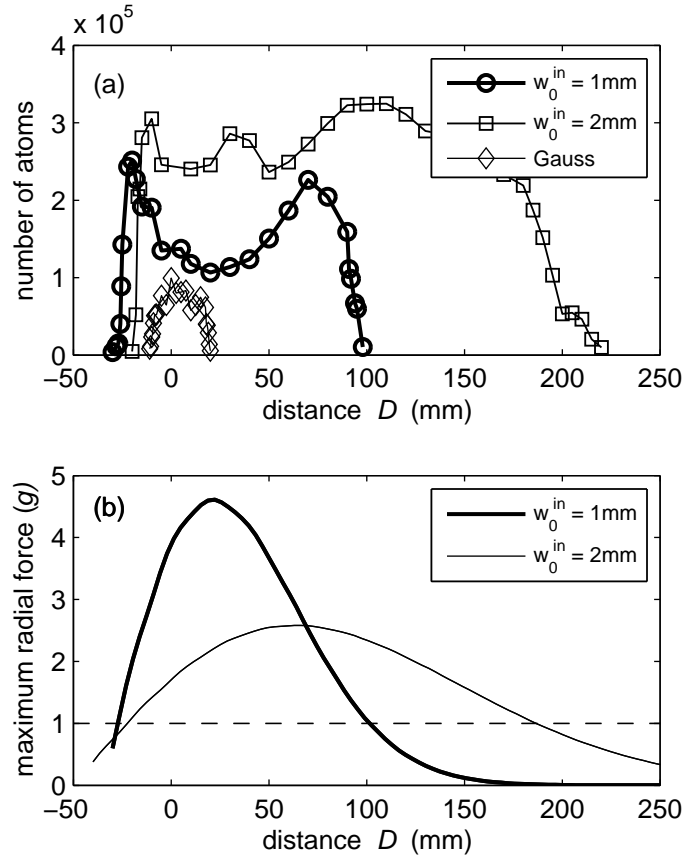 x 10^5
(a)
number of atoms
4
3
2
1
0
w_0^in = 1mm
w_0^in = 2mm
Gauss
−50 0 50 100 150 200 250
distance D (mm)
(b)
maximum radial force (g)
5
4
3
2
1
0
w_0^in = 1mm
w_0^in = 2mm
−50 0 50 100 150 200 250
distance D (mm)